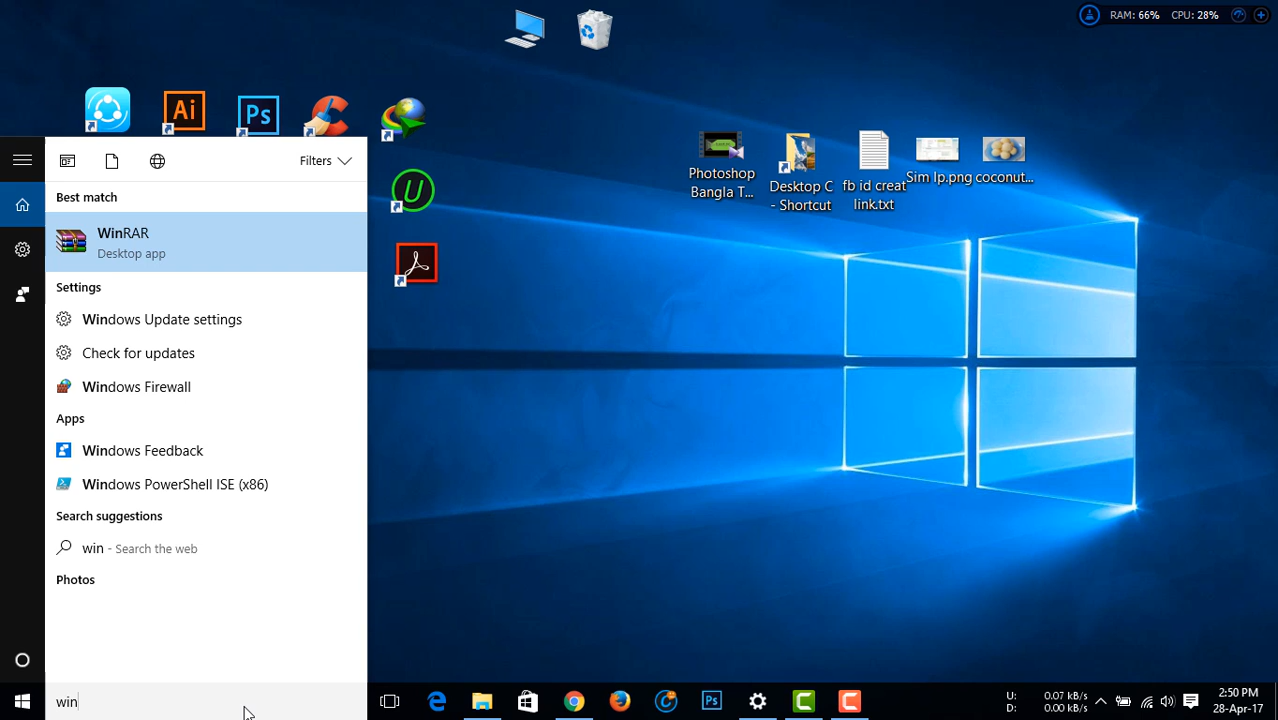 RAM: 66% CPU: 28%
Ai
Ps
Photoshop
Bangla T...
Desktop C
- Shortcut
fb id creat
link.txt
Sim Ip.png
coconut...
Filters
Best match
WinRAR
Desktop app
Settings
Windows Update settings
Check for updates
Windows Firewall
Apps
Windows Feedback
Windows PowerShell ISE (x86)
Search suggestions
win - Search the web
Photos
win
Ps
U: 0.07 kB/s
D: 0.00 kB/s
2:50 PM
28-Apr-17